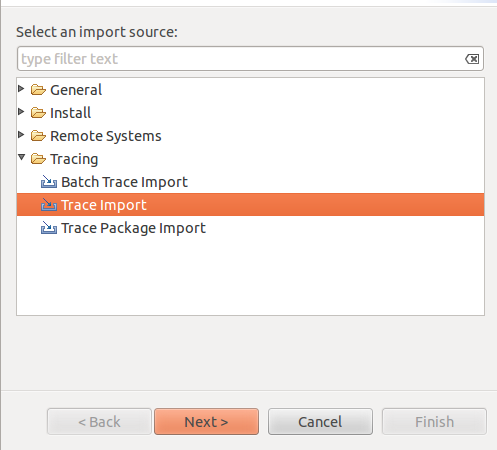 Select an import source:
type filter text
General
Install
Remote Systems
Tracing
Batch Trace Import
Trace Import
Trace Package Import
< Back
Next >
Cancel
Finish